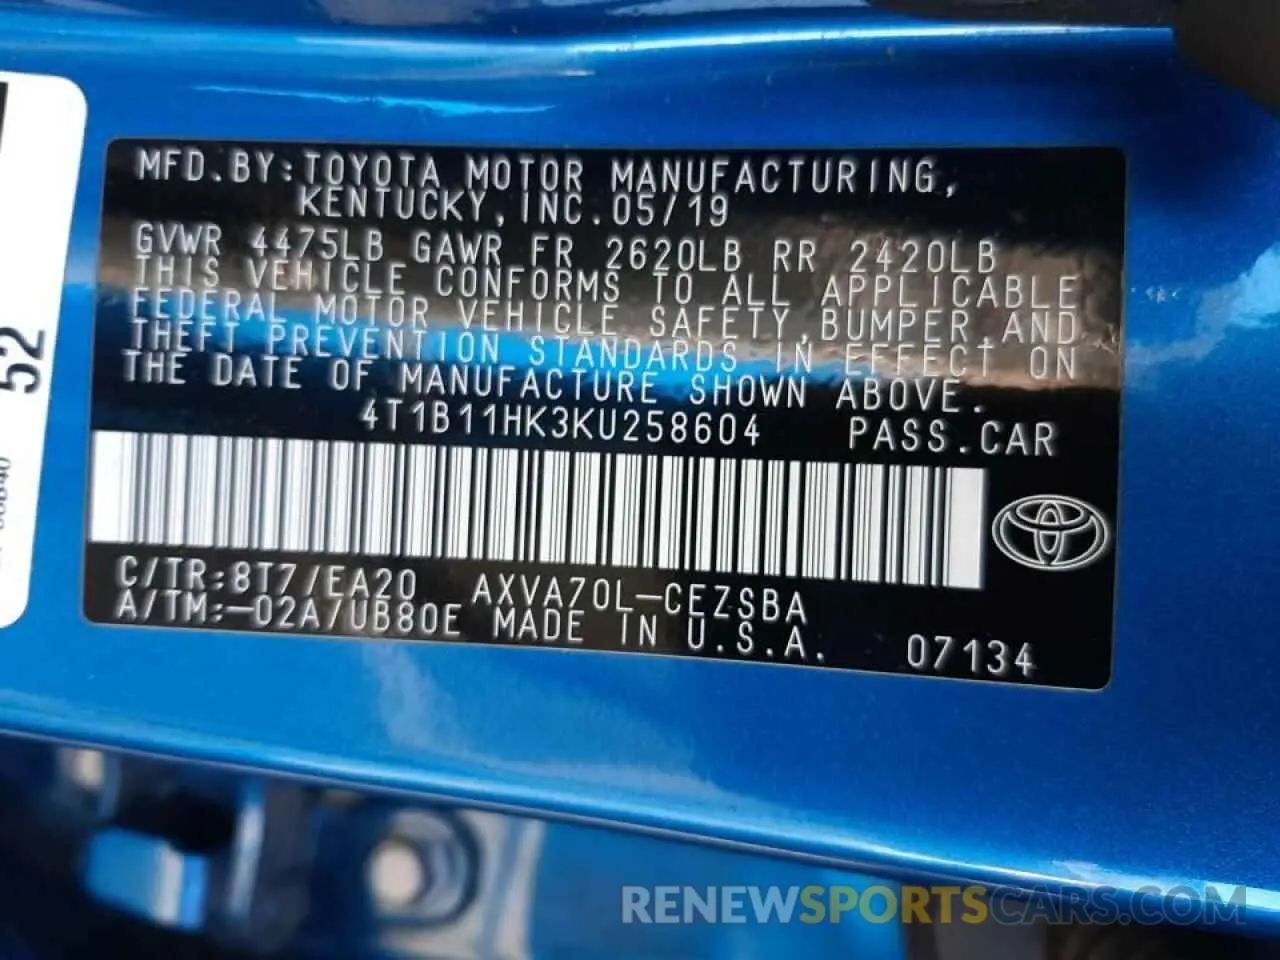 MFD.BY:TOYOTA MOTOR MANUFACTURING,
KENTUCKY,INC.05/19
GVWR 4475LB GAWR FR 2620LB RR 2420LB
THIS VEHICLE CONFORMS TO ALL APPLICABLE
FEDERAL MOTOR VEHICLE SAFETY,BUMPER,AND
THEFT PREVENTION STANDARDS IN EFFECT ON
THE DATE OF MANUFACTURE SHOWN ABOVE.
4T1B11HK3KU258604 PASS.CAR
C/TR:8T7/EA20 AXVA70L-CEZSBA
A/TM:-02A/UB80E MADE IN U.S.A. 07134
52
RENEWSPORTSCARS.COM